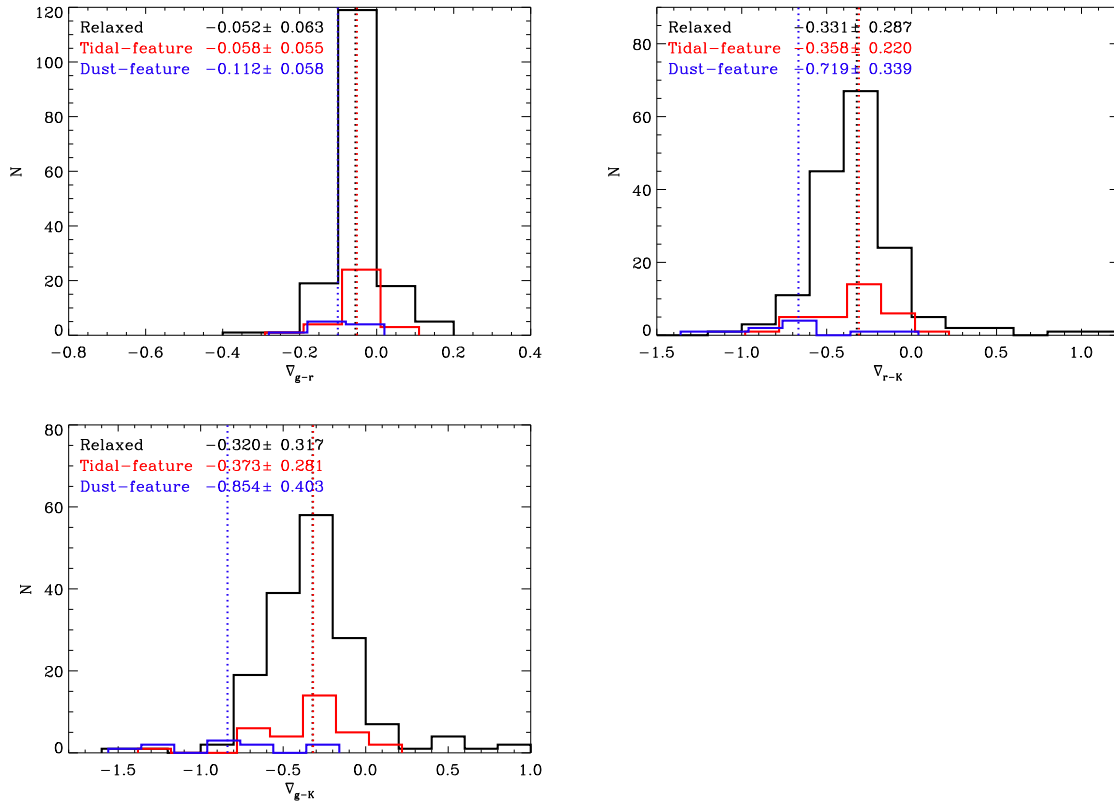 120
100
80
60
40
20
0
N
Relaxed −0.052± 0.063
Tidal−feature −0.058± 0.055
Dust−feature −0.112± 0.058
−0.8 −0.6 −0.4 −0.2 0.0 0.2 0.4
∇g−r
80
60
40
20
0
N
Relaxed −0.331± 0.287
Tidal−feature −0.358± 0.220
Dust−feature −0.719± 0.339
−1.5 −1.0 −0.5 0.0 0.5 1.0
∇r−K
80
60
40
20
0
N
Relaxed −0.320± 0.317
Tidal−feature −0.373± 0.281
Dust−feature −0.854± 0.403
−1.5 −1.0 −0.5 0.0 0.5 1.0
∇g−K